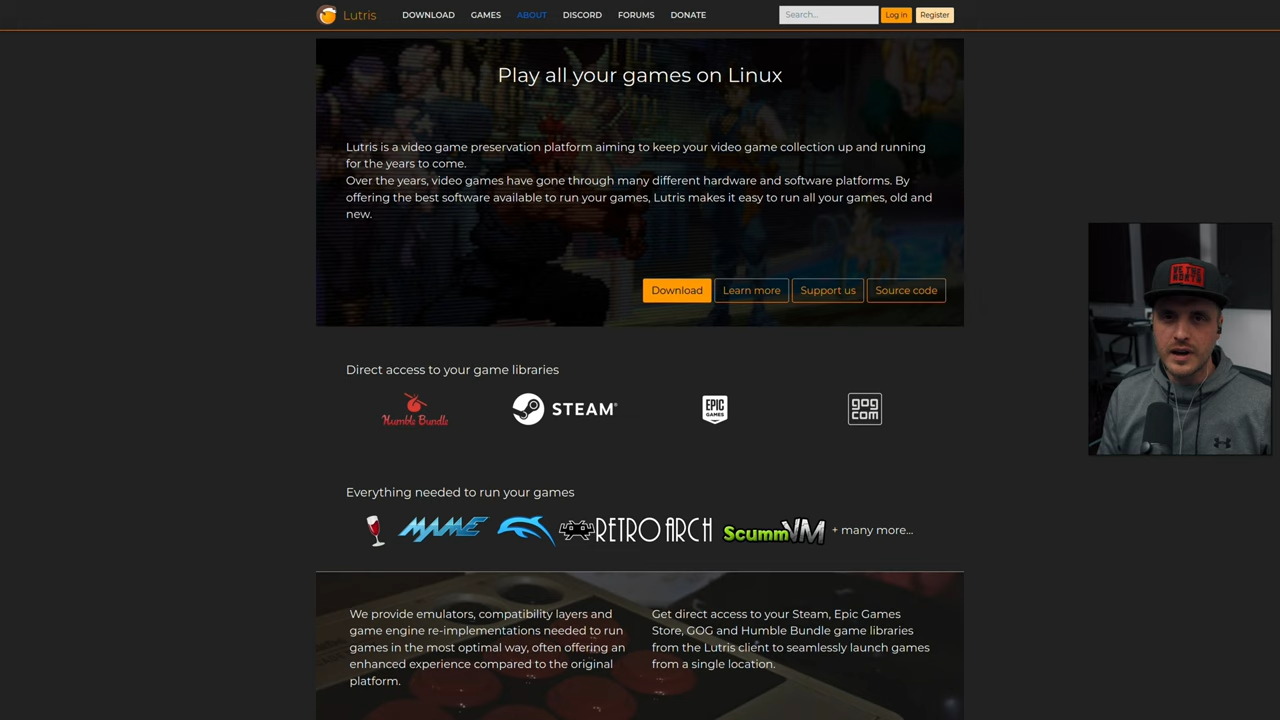 Lutris DOWNLOAD GAMES ABOUT DISCORD FORUMS DONATE Search... Log in Register
Play all your games on Linux
Lutris is a video game preservation platform aiming to keep your video game collection up and running
for the years to come.
Over the years, video games have gone through many different hardware and software platforms. By
offering the best software available to run your games, Lutris makes it easy to run all your games, old and
new.
Download Learn more Support us Source code
Direct access to your game libraries
Humble Bundle STEAM® EPIC GAMES gog com
Everything needed to run your games
MAME RETROARCH ScummVM + many more...
We provide emulators, compatibility layers and
game engine re-implementations needed to run
games in the most optimal way, often offering an
enhanced experience compared to the original
platform.
Get direct access to your Steam, Epic Games
Store, GOG and Humble Bundle game libraries
from the Lutris client to seamlessly launch games
from a single location.
WE THE NORTH